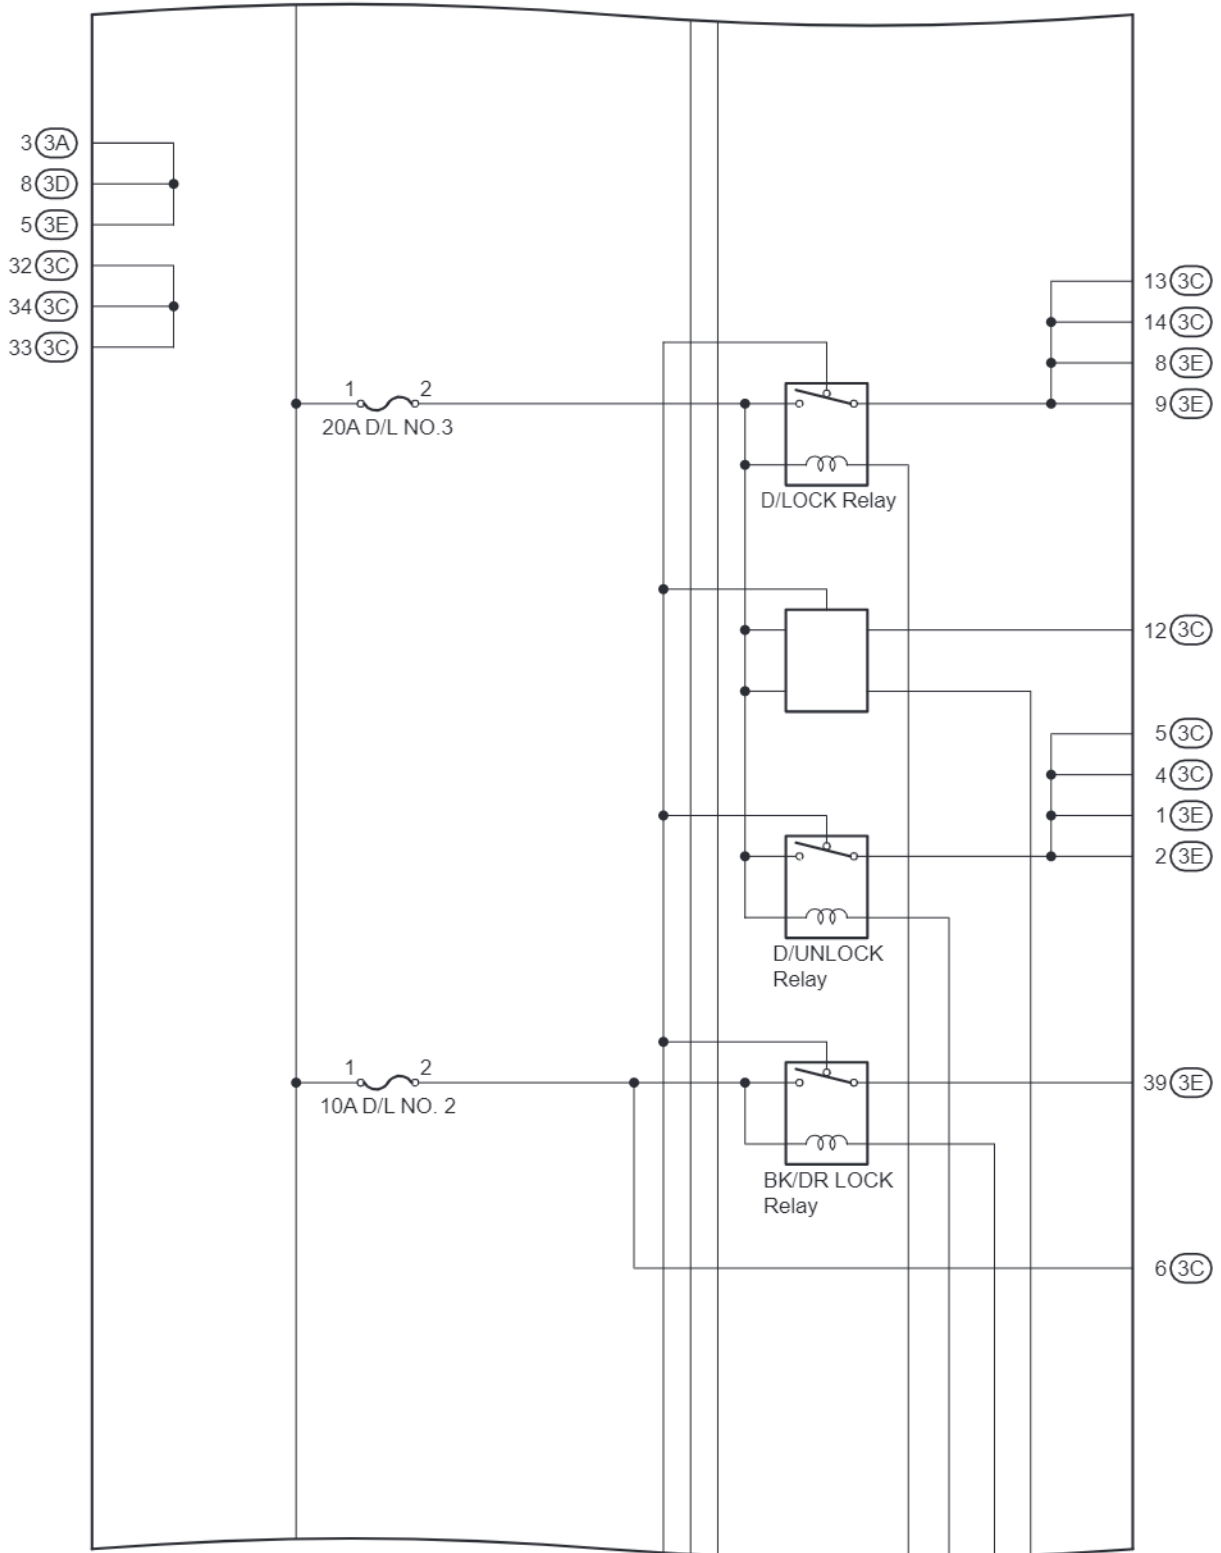 3 3A
8 3D
5 3E
32 3C
34 3C
33 3C
13 3C
14 3C
8 3E
9 3E
1 2
20A D/L NO.3
D/LOCK Relay
12 3C
5 3C
4 3C
1 3E
2 3E
D/UNLOCK
Relay
1 2
10A D/L NO. 2
39 3E
BK/DR LOCK
Relay
6 3C